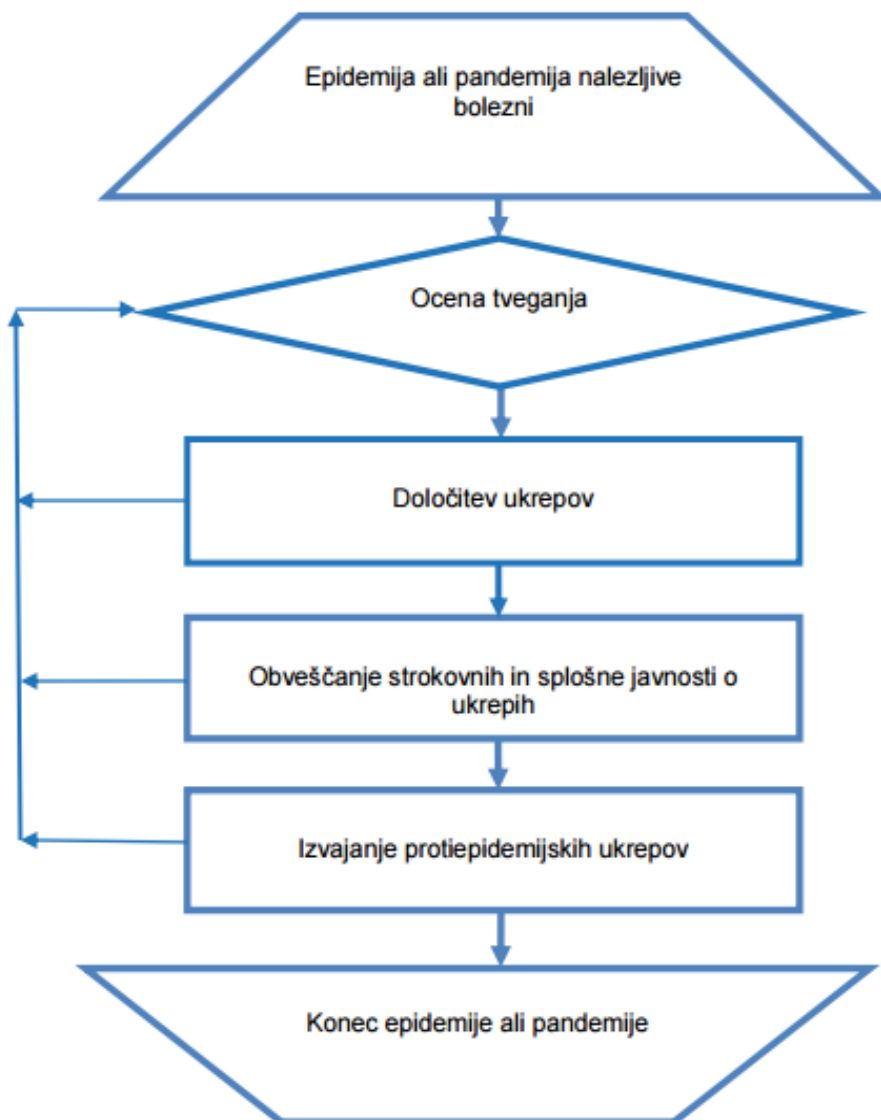 Epidemija ali pandemija nalezljive
bolezni
Ocena tveganja
Določitev ukrepov
Obveščanje strokovnih in splošne javnosti o
ukrepih
Izvajanje protiepidemijskih ukrepov
Konec epidemije ali pandemije